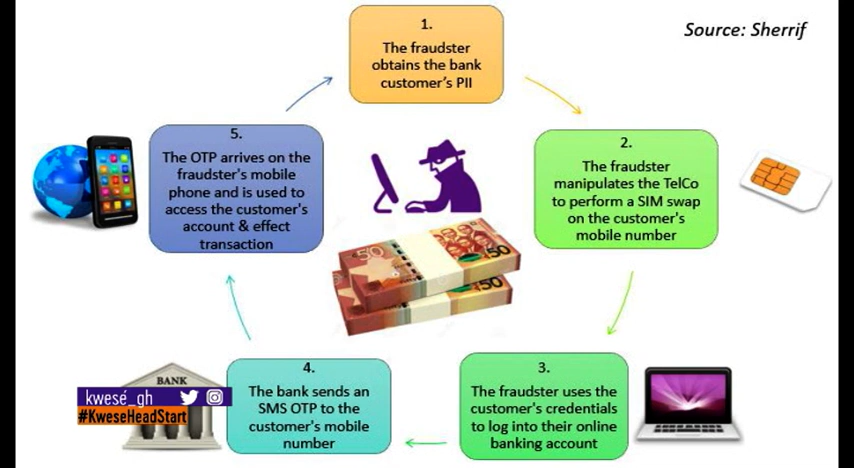 Source: Sherrif
1.
The fraudster
obtains the bank
customer's PII
2.
The fraudster
manipulates the TelCo
to perform a SIM swap
on the customer's
mobile number
3.
The fraudster uses the
customer's credentials
to log into their online
banking account
4.
The bank sends an
SMS OTP to the
customer's mobile
number
5.
The OTP arrives on the
fraudster's mobile
phone and is used to
access the customer's
account & effect
transaction
50
50
50
BANK
kwesé_gh
#KweseHeadStart